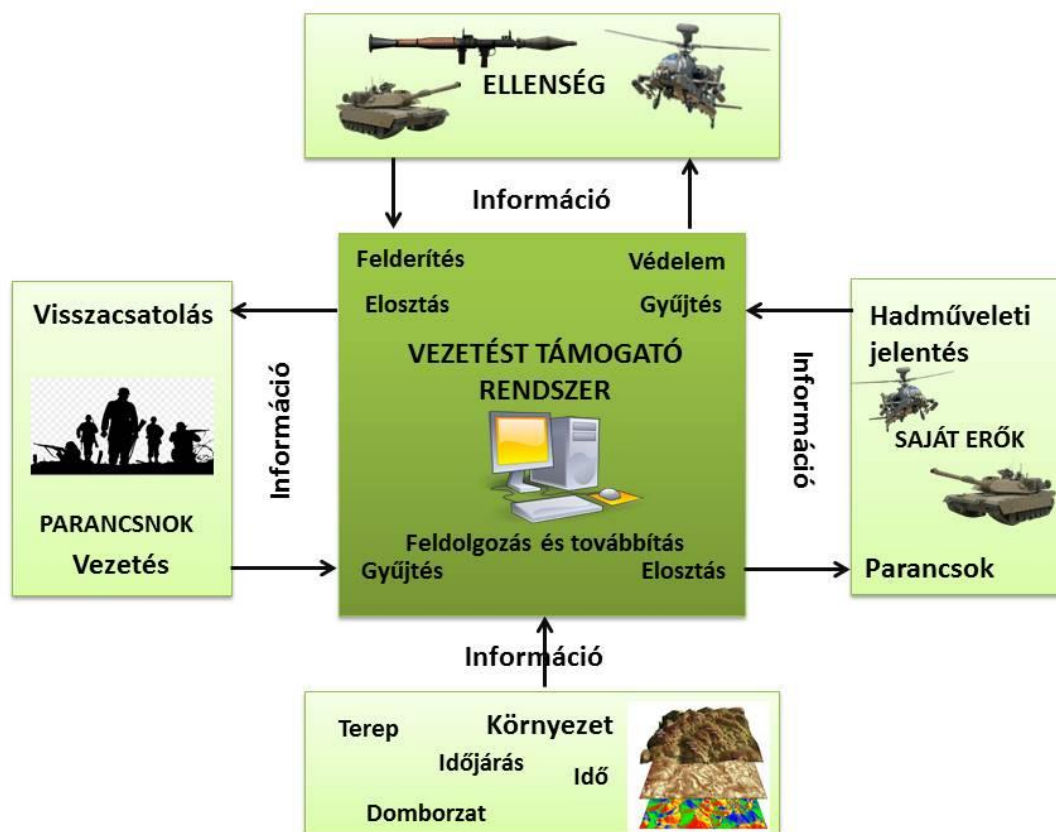 ELLENSÉG
Információ
Felderítés
Védelem
Elosztás
Gyűjtés
VEZETÉST TÁMOGATÓ
RENDSZER
Feldolgozás és továbbítás
Gyűjtés
Elosztás
Visszacsatolás
PARANCSNOK
Vezetés
Információ
Információ
Hadműveleti
jelentés
SAJÁT ERŐK
Parancsok
Információ
Terep
Környezet
Időjárás
Idő
Domborzat